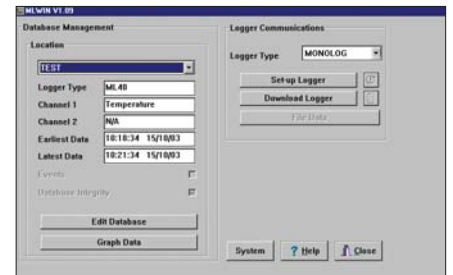 MLWIN V1.09
Database Management
Location
TEST
Logger Type ML40
Channel 1 Temperature
Channel 2 N/A
Earliest Data 10:18:34 15/10/03
Latest Data 10:21:34 15/10/03
Events
Database Integrity
Edit Database
Graph Data
Logger Communications
Logger Type MONOLOG
Set-up Logger
Download Logger
File Data
System ? Help Close